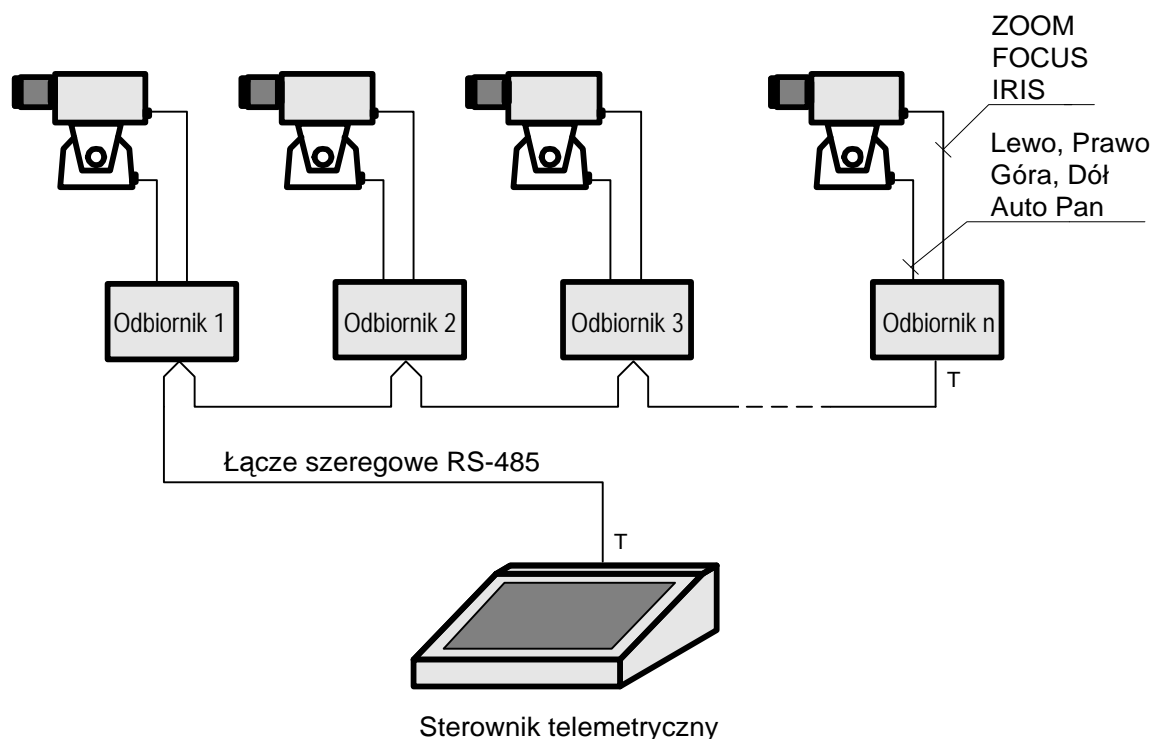 ZOOM
FOCUS
IRIS
Lewo, Prawo
Góra, Dół
Auto Pan
Odbiornik 1
Odbiornik 2
Odbiornik 3
Odbiornik n
T
Łącze szeregowe RS-485
T
Sterownik telemetryczny